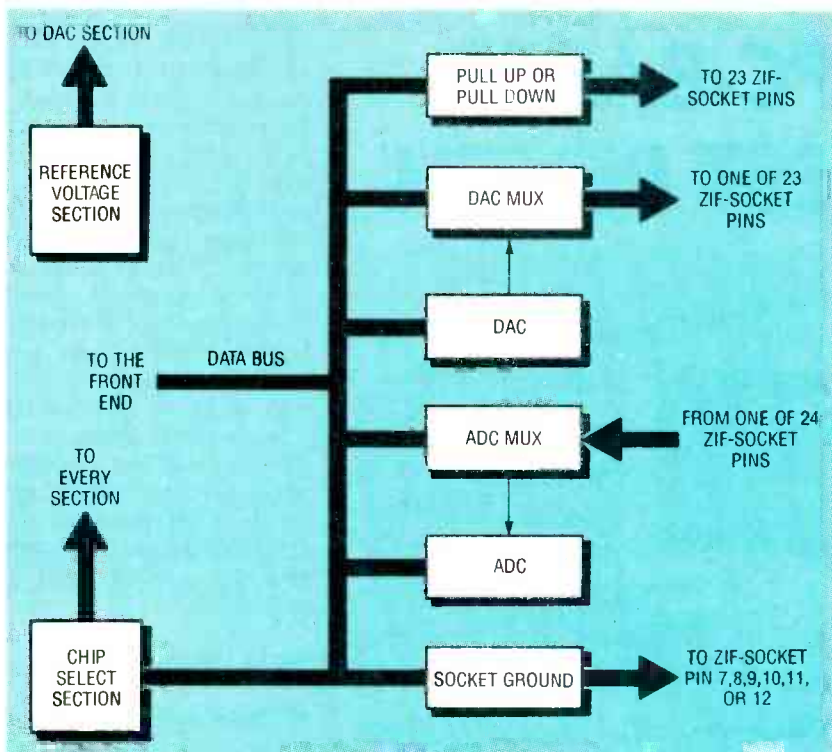 TO DAC SECTION
REFERENCE
VOLTAGE
SECTION
PULL UP OR
PULL DOWN
TO 23 ZIF-
SOCKET PINS
DAC MUX
TO ONE OF 23
ZIF-SOCKET
PINS
DAC
TO THE
FRONT
END
DATA BUS
ADC MUX
FROM ONE OF 24
ZIF-SOCKET
PINS
TO
EVERY
SECTION
ADC
CHIP
SELECT
SECTION
SOCKET GROUND
TO ZIF-SOCKET
PIN 7,8,9,10,11,
OR 12